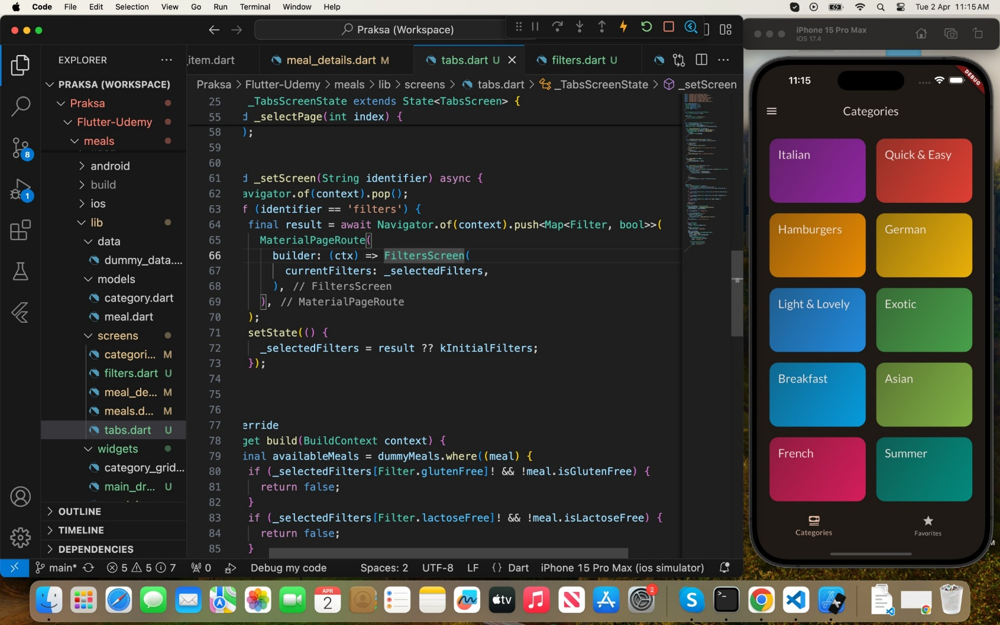 Code File Edit Selection View Go Run Terminal Window Help
Tue 2 Apr 11:15 AM
Praksa (Workspace)
EXPLORER
item.dart
meal_details.dart M
tabs.dart U
filters.dart U
Praksa > Flutter-Udemy > meals > lib > screens > tabs.dart > _TabsScreenState > _setScreen
PRAKSA (WORKSPACE)
Praksa
Flutter-Udemy
meals
android
build
ios
lib
data
dummy_data....
models
category.dart
meal.dart
screens
categori... M
filters.dart U
meal_de... M
meals.d... M
tabs.dart U
widgets
category_grid...
main_dr... U
OUTLINE
TIMELINE
DEPENDENCIES
8
1
25 _TabsScreenState extends State<TabsScreen> {
55 d _selectPage(int index) {
58 );
59
60
61 d _setScreen(String identifier) async {
62 avigator.of(context).pop();
63 f (identifier == 'filters') {
64 final result = await Navigator.of(context).push<Map<Filter, bool>>(
65 MaterialPageRoute(
66 builder: (ctx) => FiltersScreen(
67 currentFilters: _selectedFilters,
68 ), // FiltersScreen
69 ), // MaterialPageRoute
70 );
71 setState(() {
72 _selectedFilters = result ?? kInitialFilters;
73 });
74
75
76
77 erride
78 get build(BuildContext context) {
79 inal availableMeals = dummyMeals.where((meal) {
80 if (_selectedFilters[Filter.glutenFree]! && !meal.isGlutenFree) {
81 return false;
82 }
83 if (_selectedFilters[Filter.lactoseFree]! && !meal.isLactoseFree) {
84 return false;
85 }
main* 5 5 7 0 Debug my code Spaces: 2 UTF-8 LF {} Dart iPhone 15 Pro Max (ios simulator)
iPhone 15 Pro Max
iOS 17.4
11:15
DEBUG
Categories
Italian
Quick & Easy
Hamburgers
German
Light & Lovely
Exotic
Breakfast
Asian
French
Summer
Categories
Favorites
APR
2
tv
2